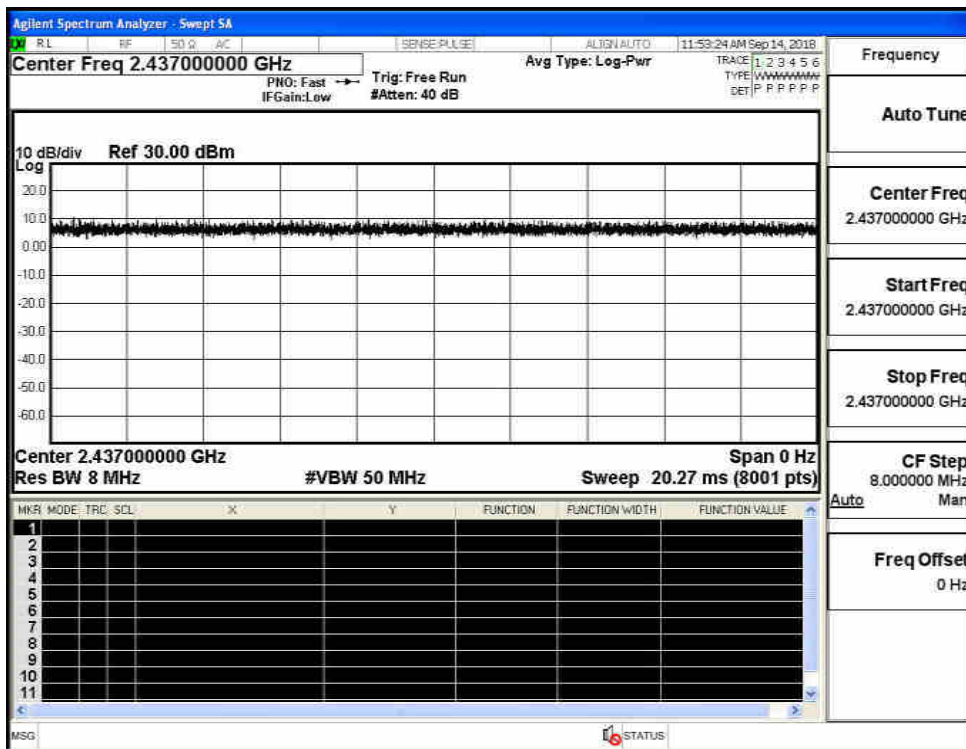 Agilent Spectrum Analyzer - Swept SA
RL RF 50 Ω AC SENSE:PULSE ALIGN AUTO 11:53:24 AM Sep 14, 2018
Center Freq 2.437000000 GHz
Avg Type: Log-Pwr
TRACE 1 2 3 4 5 6
PNO: Fast
Trig: Free Run
TYPE WWWWWW
IFGain:Low
#Atten: 40 dB
DET P P P P P P
10 dB/div Ref 30.00 dBm
Log
20.0
10.0
0.00
-10.0
-20.0
-30.0
-40.0
-50.0
-60.0
Center 2.437000000 GHz Span 0 Hz
Res BW 8 MHz #VBW 50 MHz Sweep 20.27 ms (8001 pts)
MKR MODE TRC SCL X Y FUNCTION FUNCTION WIDTH FUNCTION VALUE
1
2
3
4
5
6
7
8
9
10
11
MSG STATUS
Frequency
Auto Tune
Center Freq
2.437000000 GHz
Start Freq
2.437000000 GHz
Stop Freq
2.437000000 GHz
CF Step
8.000000 MHz
Auto Man
Freq Offset
0 Hz